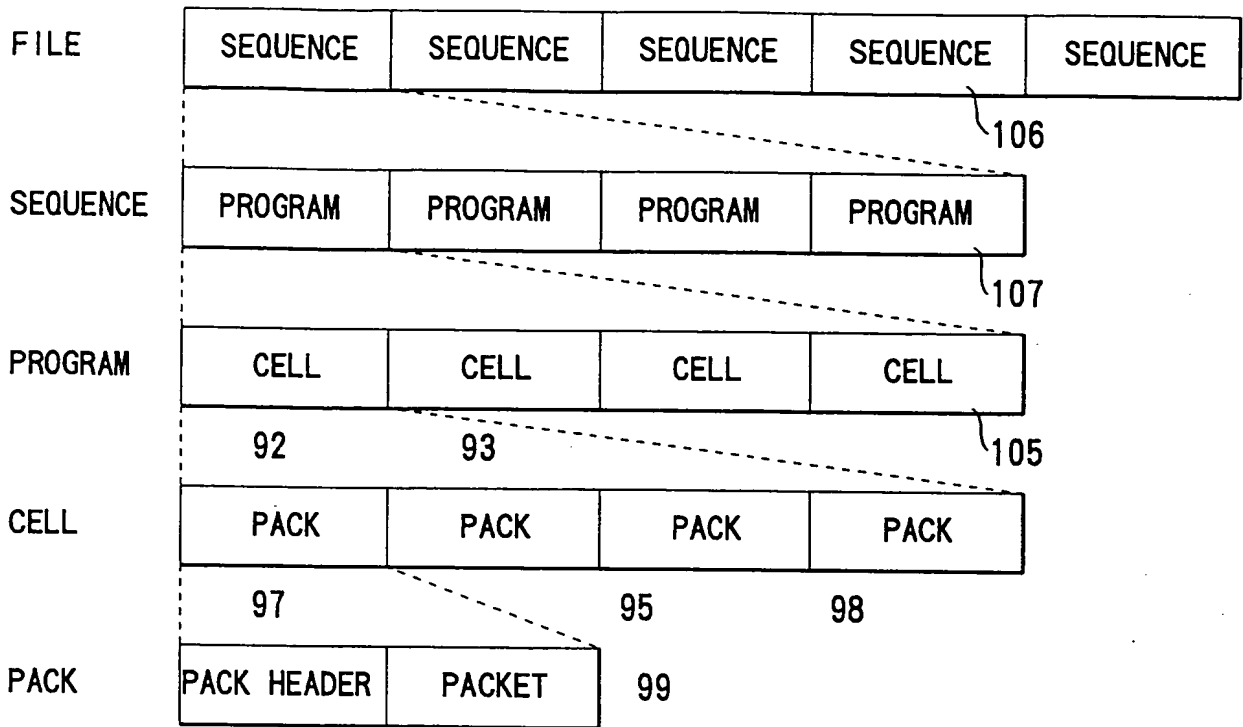 FILE SEQUENCE SEQUENCE SEQUENCE SEQUENCE SEQUENCE
106
SEQUENCE PROGRAM PROGRAM PROGRAM PROGRAM
107
PROGRAM CELL CELL CELL CELL
92 93 105
CELL PACK PACK PACK PACK
97 95 98
PACK PACK HEADER PACKET 99